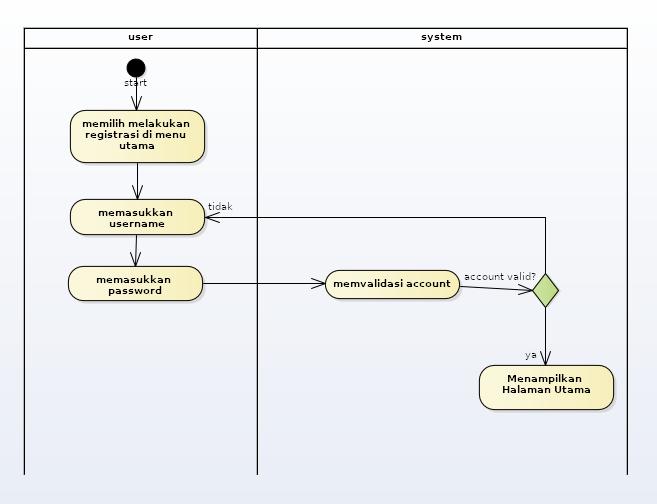 user
system
start
memilih melakukan
registrasi di menu
utama
tidak
memasukkan
username
memasukkan
password
memvalidasi account
account valid?
ya
Menampilkan
Halaman Utama